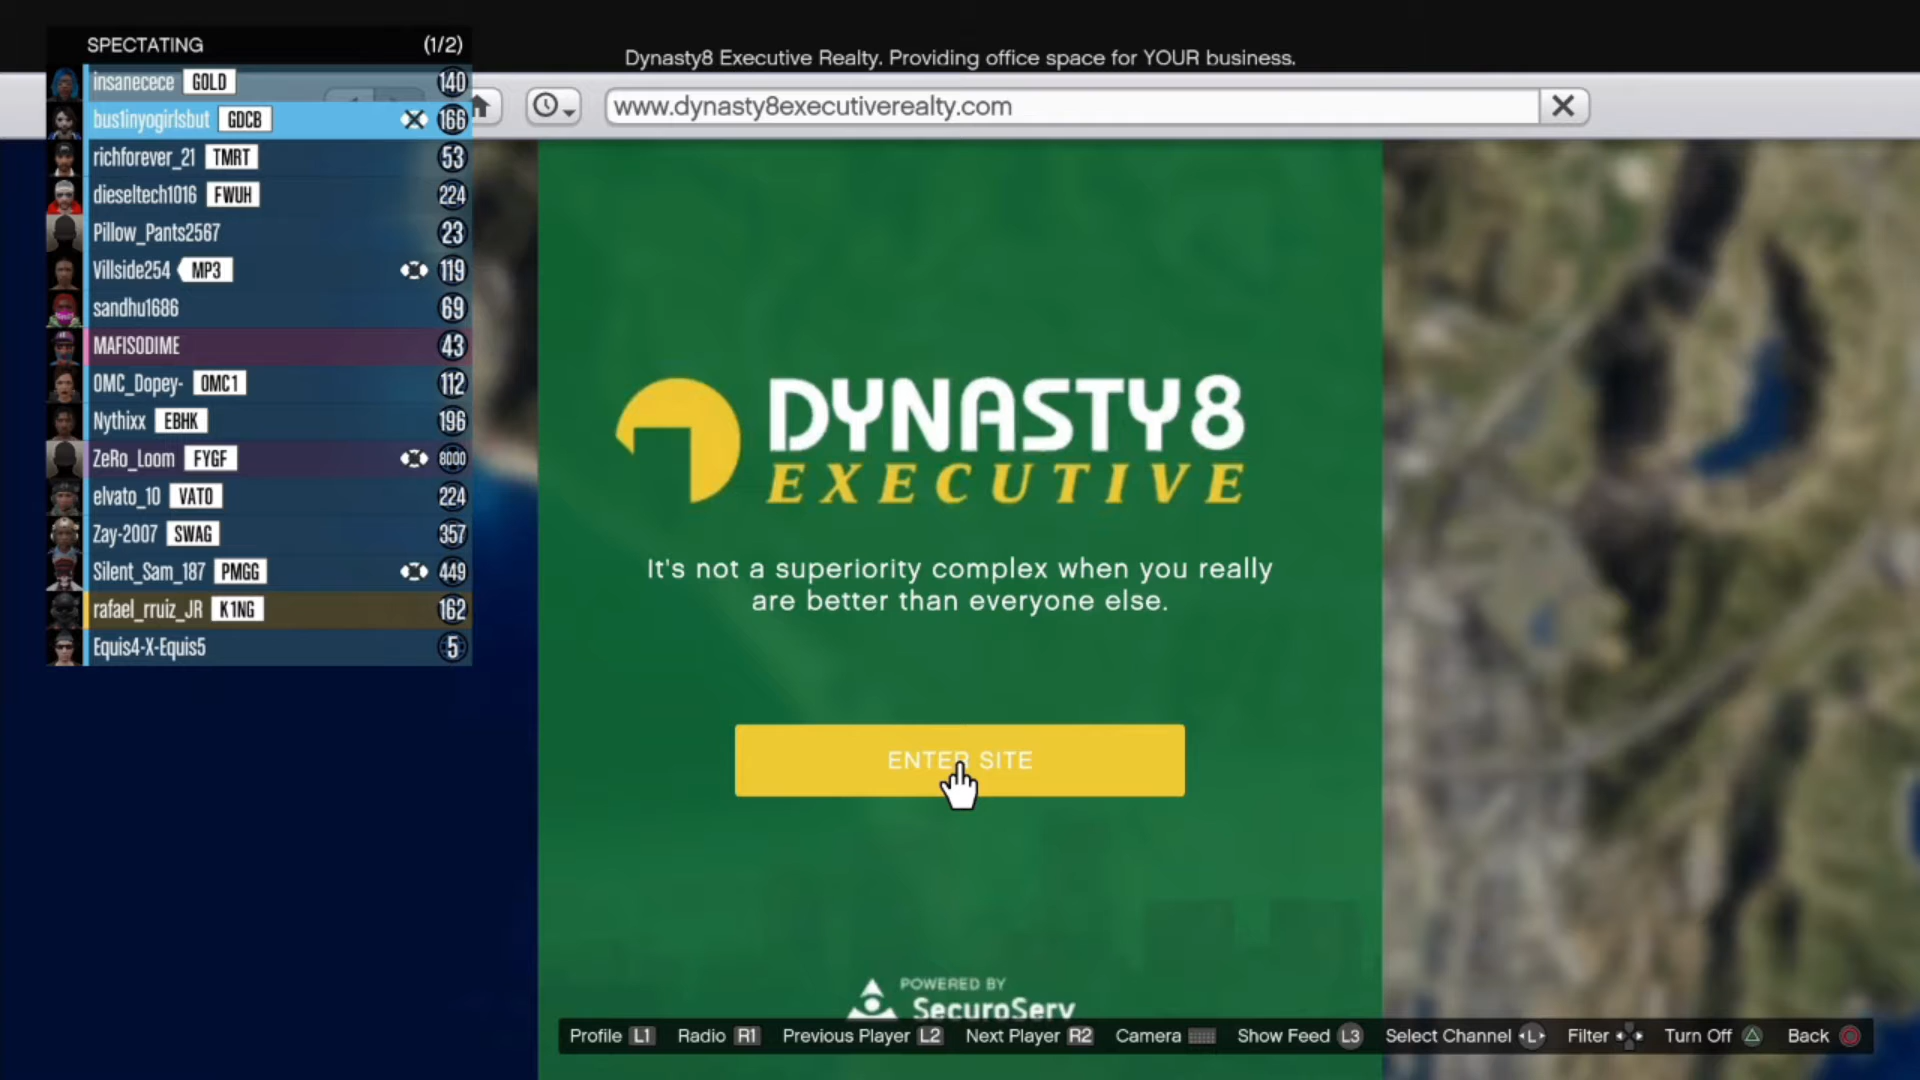 SPECTATING (1/2)
insanecece GOLD 140
bus1inyogirlsbut GDCB 166
richforever_21 TMRT 53
dieseltech1016 FWUH 224
Pillow_Pants2567 23
Villside254 MP3 119
sandhu1686 69
MAFISODIME 43
OMC_Dopey- OMC1 112
Nythixx EBHK 196
ZeRo_Loom FYGF 8000
elvato_10 VATO 224
Zay-2007 SWAG 357
Silent_Sam_187 PMGG 449
rafael_rruiz_JR K1NG 162
Equis4-X-Equis5 5
Dynasty8 Executive Realty. Providing office space for YOUR business.
www.dynasty8executiverealty.com
DYNASTY8
EXECUTIVE
It's not a superiority complex when you really
are better than everyone else.
ENTER SITE
POWERED BY
SecuroServ
Profile L1 Radio R1 Previous Player L2 Next Player R2 Camera Show Feed L3 Select Channel L Filter Turn Off Back